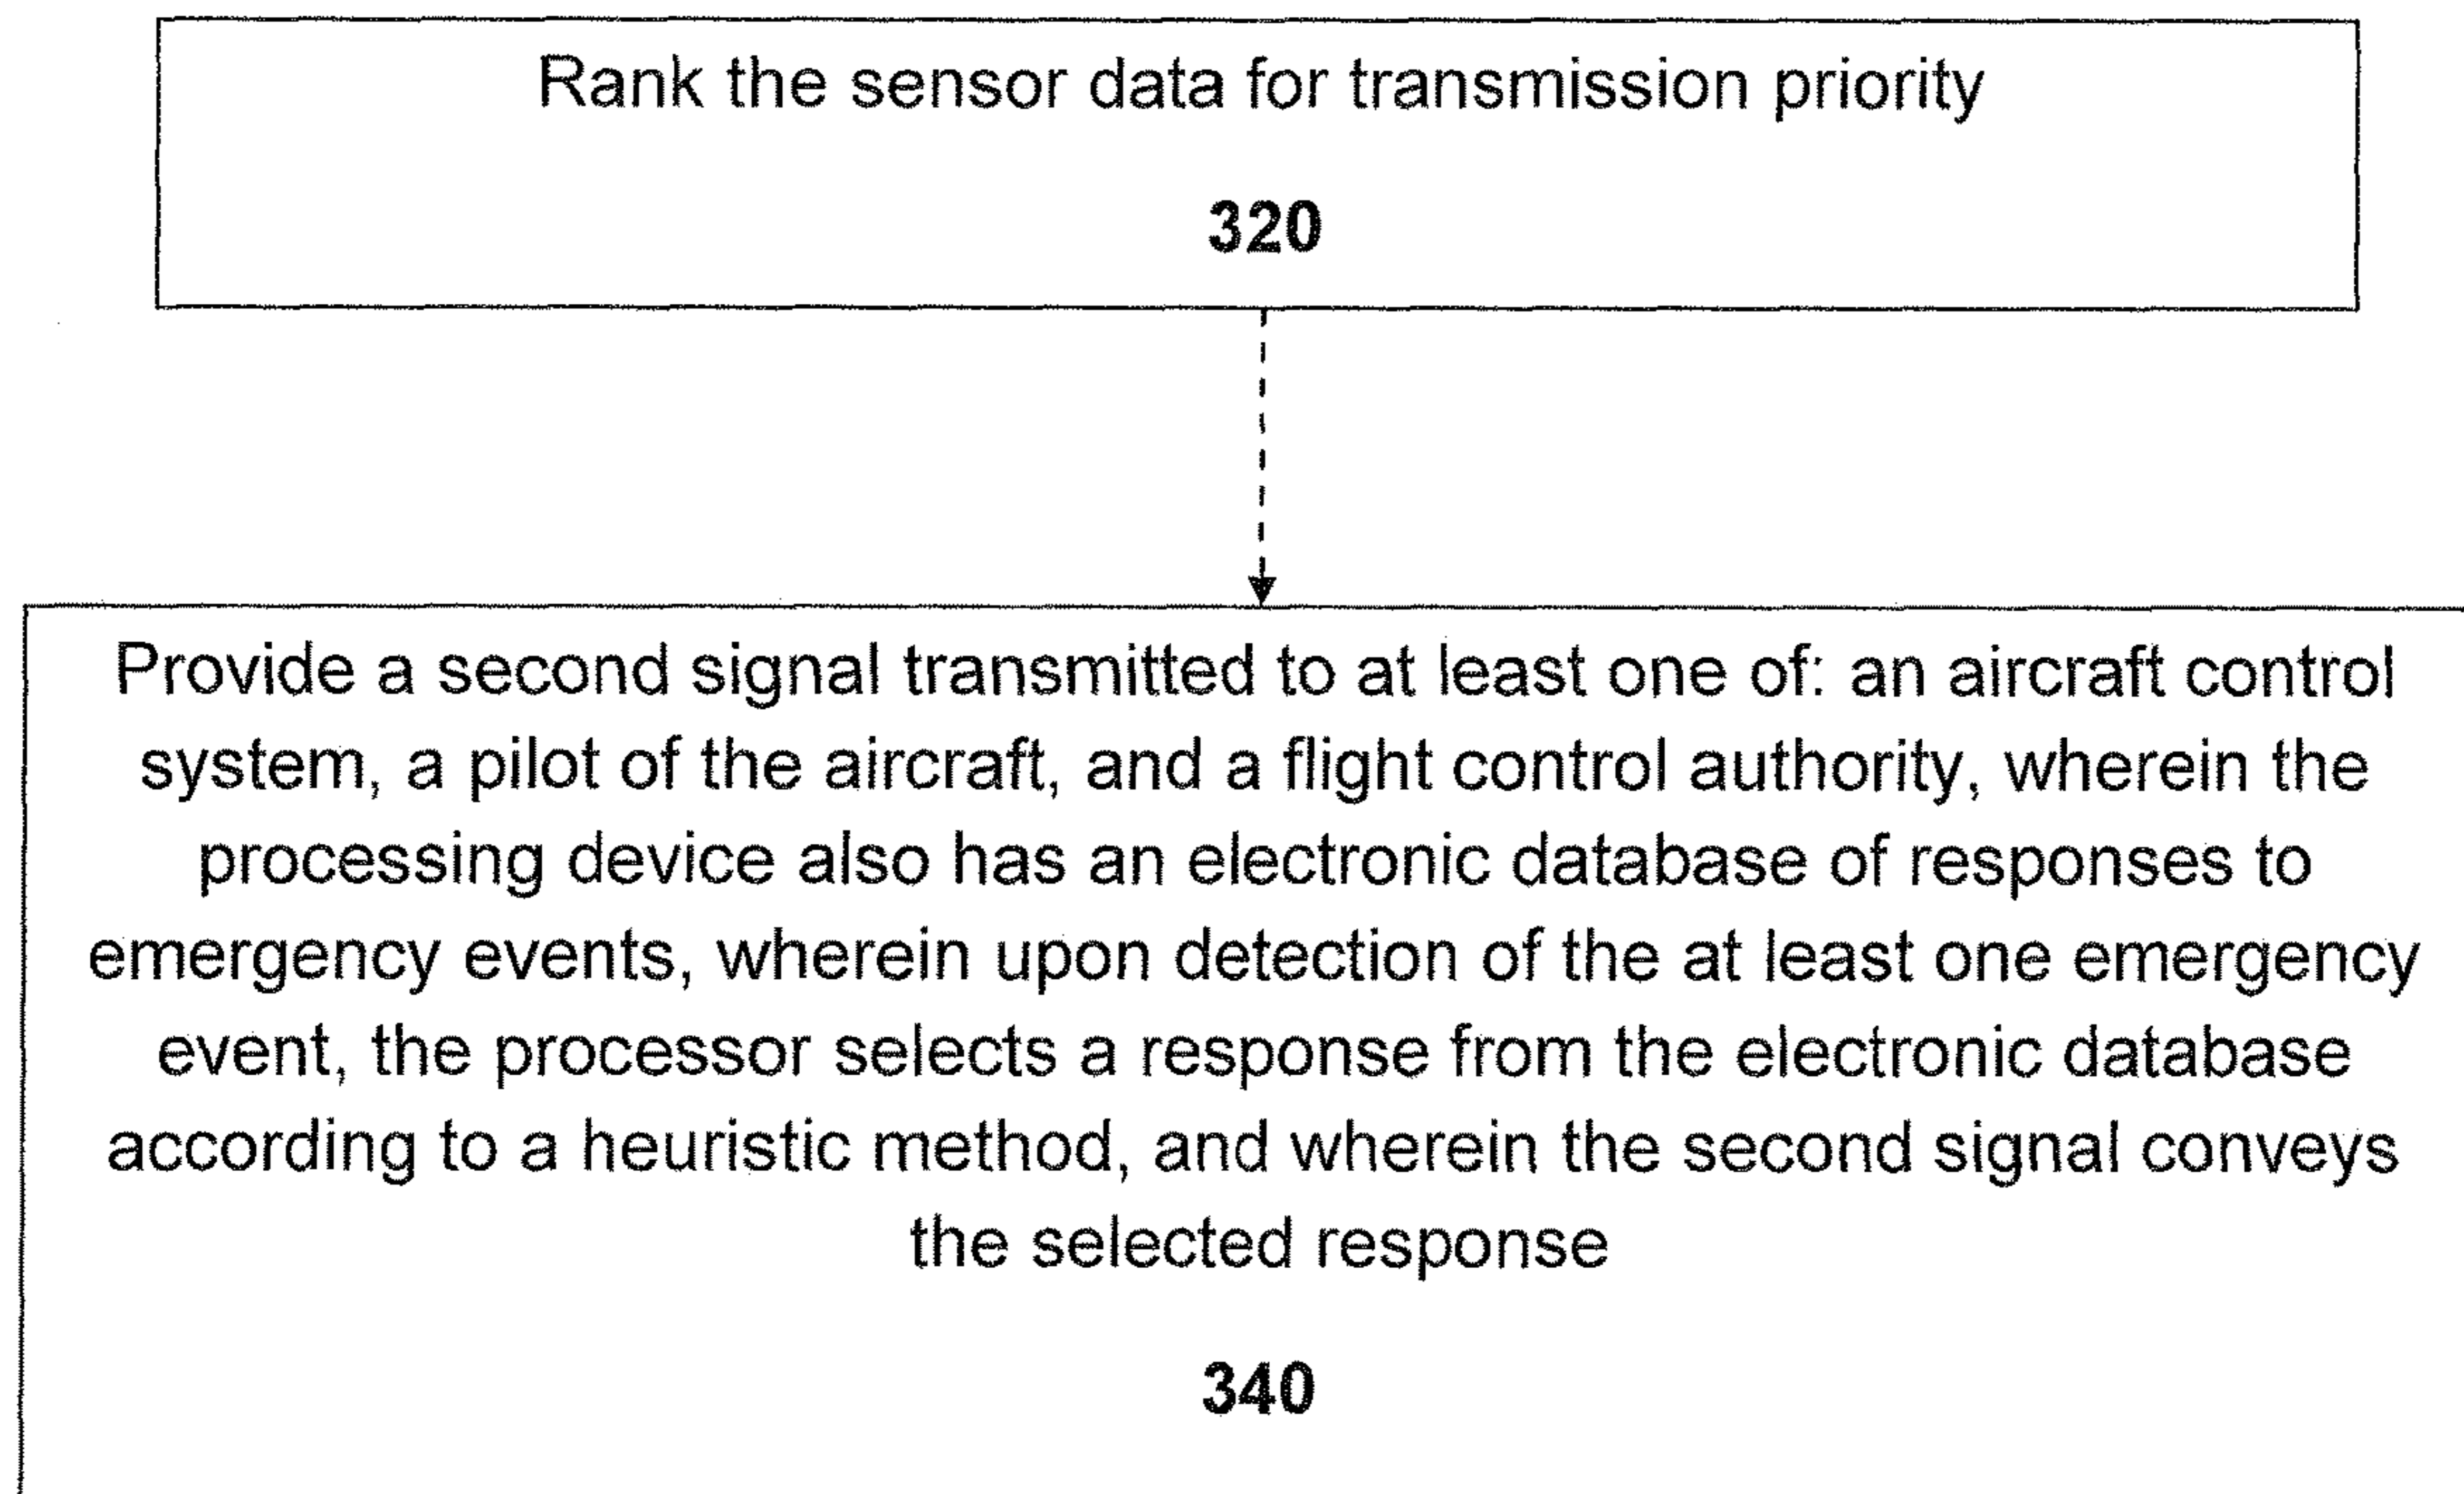 Rank the sensor data for transmission priority
320
Provide a second signal transmitted to at least one of: an aircraft control
system, a pilot of the aircraft, and a flight control authority, wherein the
processing device also has an electronic database of responses to
emergency events, wherein upon detection of the at least one emergency
event, the processor selects a response from the electronic database
according to a heuristic method, and wherein the second signal conveys
the selected response
340